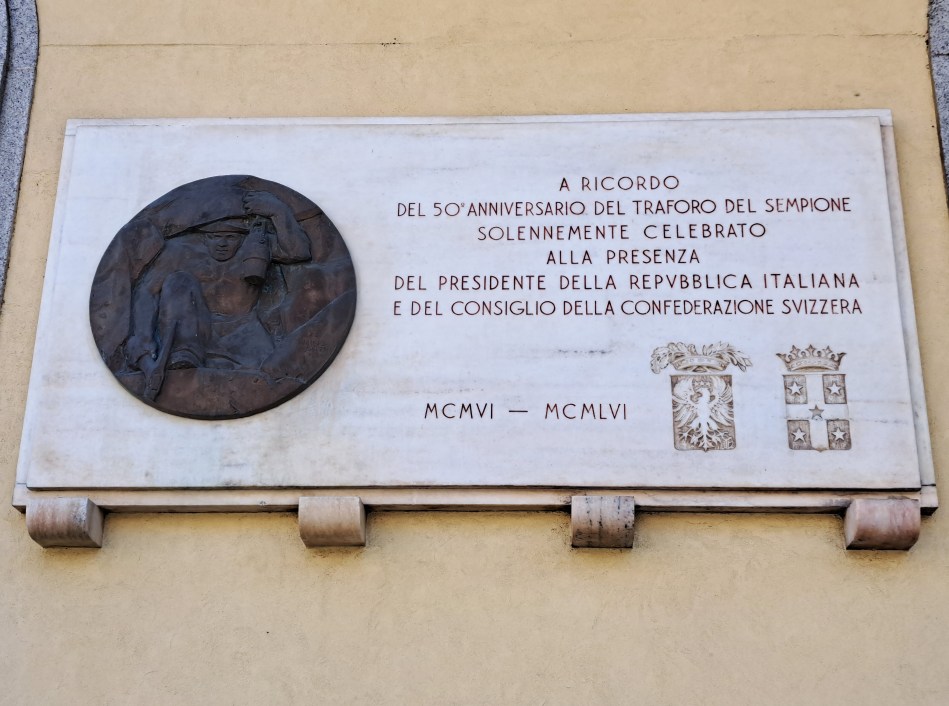 A RICORDO
DEL 50° ANNIVERSARIO DEL TRAFORO DEL SEMPIONE
SOLENNEMENTE CELEBRATO
ALLA PRESENZA
DEL PRESIDENTE DELLA REPVBBLICA ITALIANA
E DEL CONSIGLIO DELLA CONFEDERAZIONE SVIZZERA
MCMVI — MCMLVI